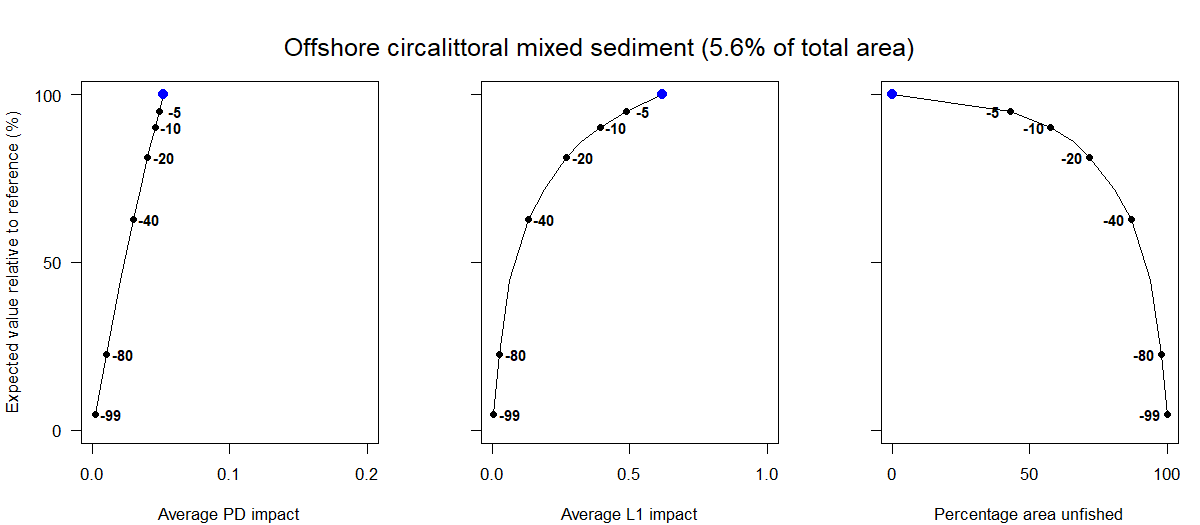 Offshore circalittoral mixed sediment (5.6% of total area)
Expected value relative to reference (%)
100
50
0
-5
-10
-20
-40
-80
-99
0.0 0.1 0.2
Average PD impact
-5
-10
-20
-40
-80
-99
0.0 0.5 1.0
Average L1 impact
-5
-10
-20
-40
-80
-99
0 50 100
Percentage area unfished